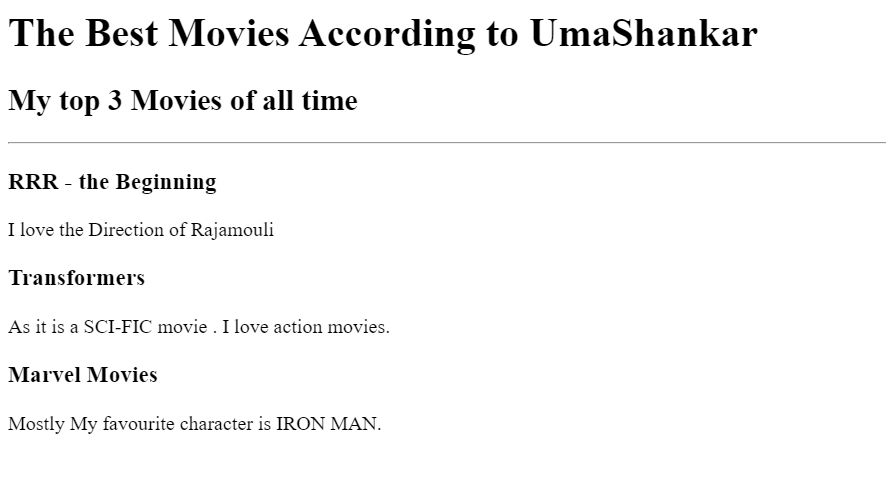 The Best Movies According to UmaShankar
My top 3 Movies of all time
RRR - the Beginning
I love the Direction of Rajamouli
Transformers
As it is a SCI-FIC movie . I love action movies.
Marvel Movies
Mostly My favourite character is IRON MAN.